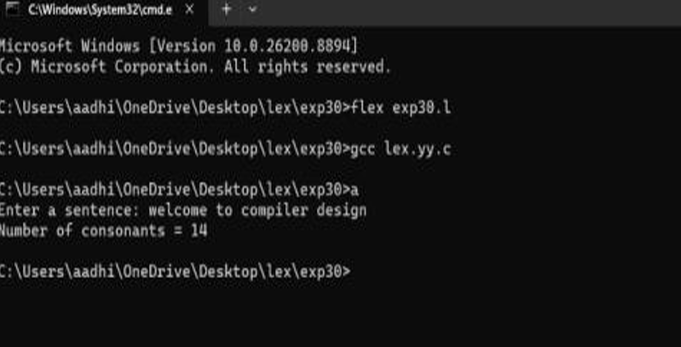 C:\Windows\System32\cmd.e
Microsoft Windows [Version 10.0.26200.8894]
(c) Microsoft Corporation. All rights reserved.
C:\Users\aadhi\OneDrive\Desktop\lex\exp30>flex exp30.l
C:\Users\aadhi\OneDrive\Desktop\lex\exp30>gcc lex.yy.c
C:\Users\aadhi\OneDrive\Desktop\lex\exp30>a
Enter a sentence: welcome to compiler design
Number of consonants = 14
C:\Users\aadhi\OneDrive\Desktop\lex\exp30>